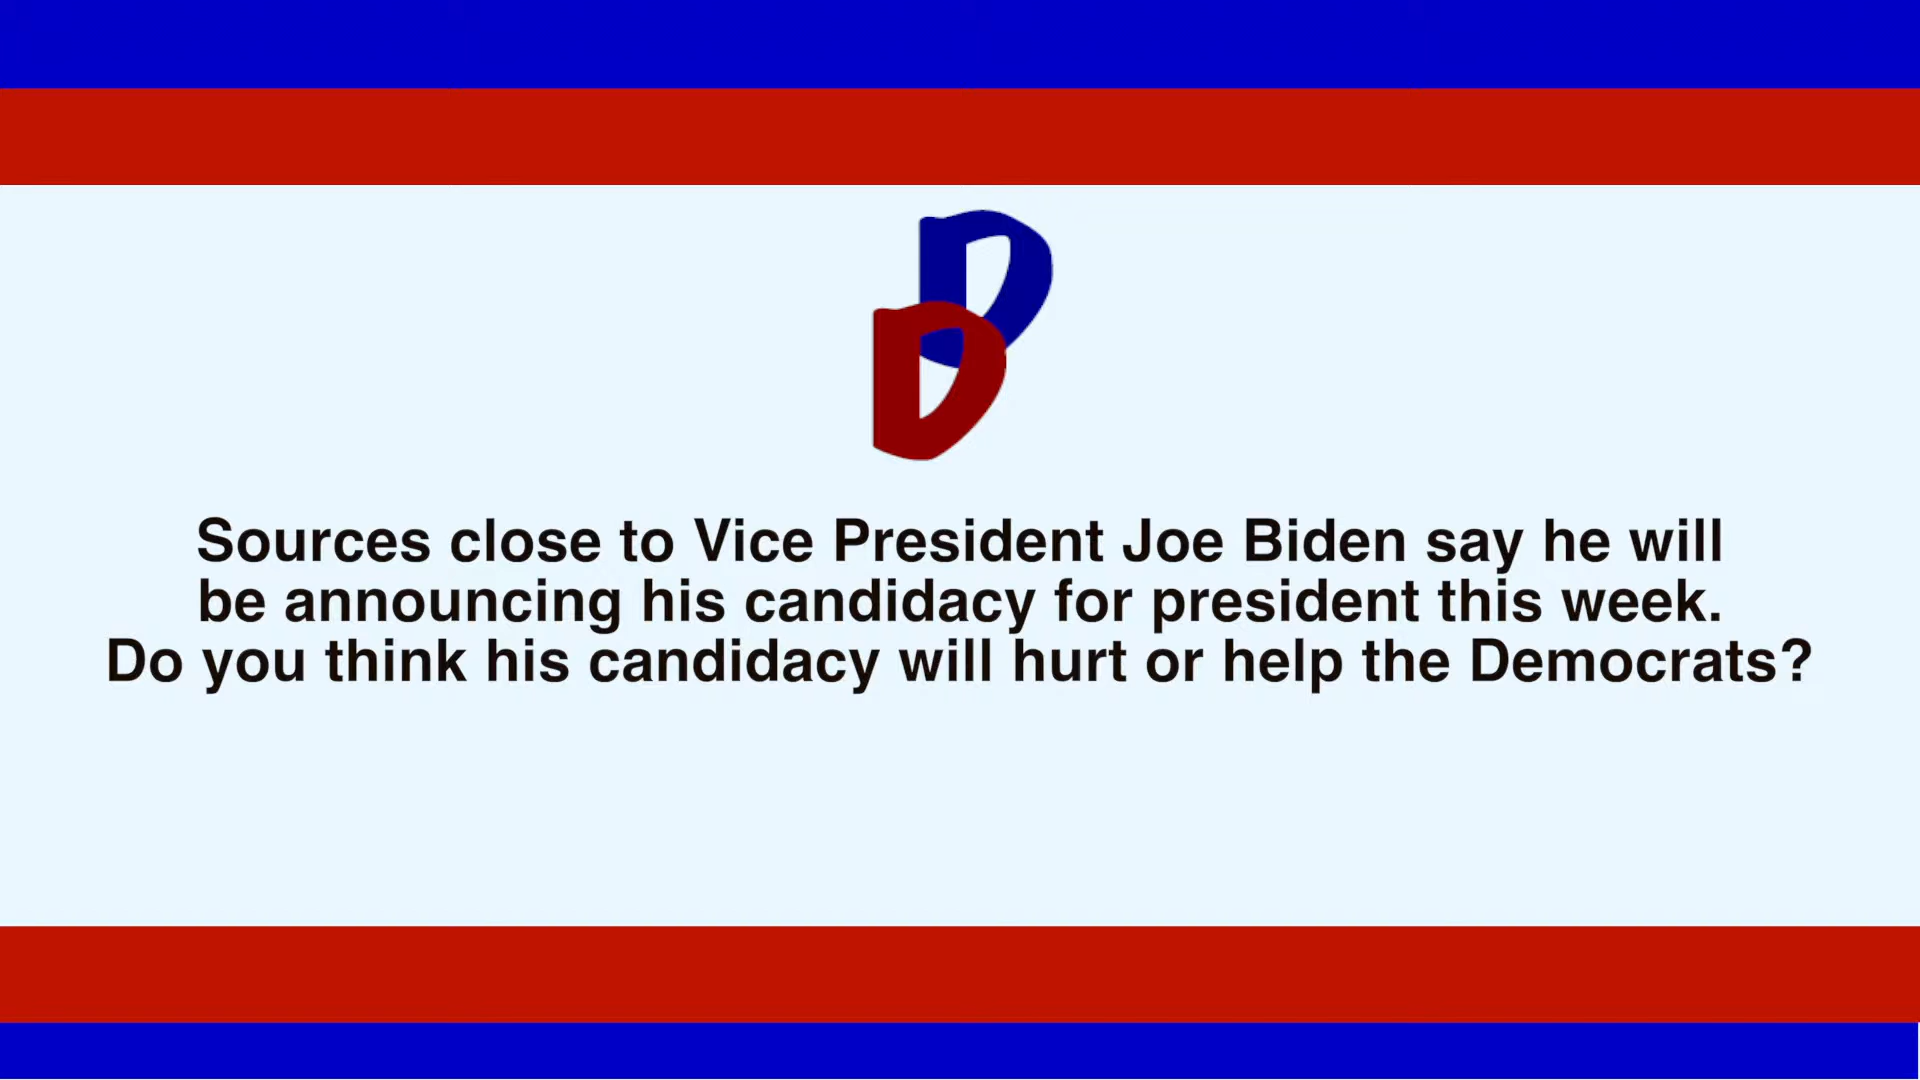 D
D
Sources close to Vice President Joe Biden say he will
be announcing his candidacy for president this week.
Do you think his candidacy will hurt or help the Democrats?